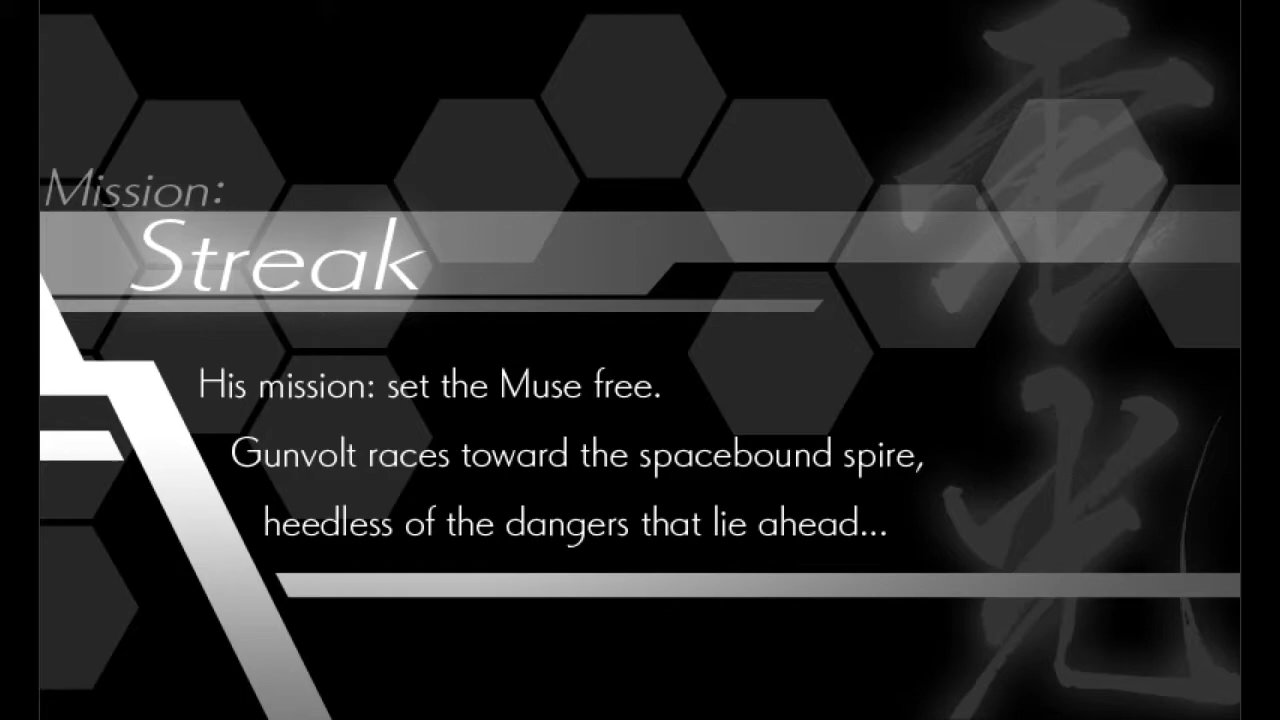 Mission:
Streak
His mission: set the Muse free.
Gunvolt races toward the spacebound spire,
heedless of the dangers that lie ahead...
光